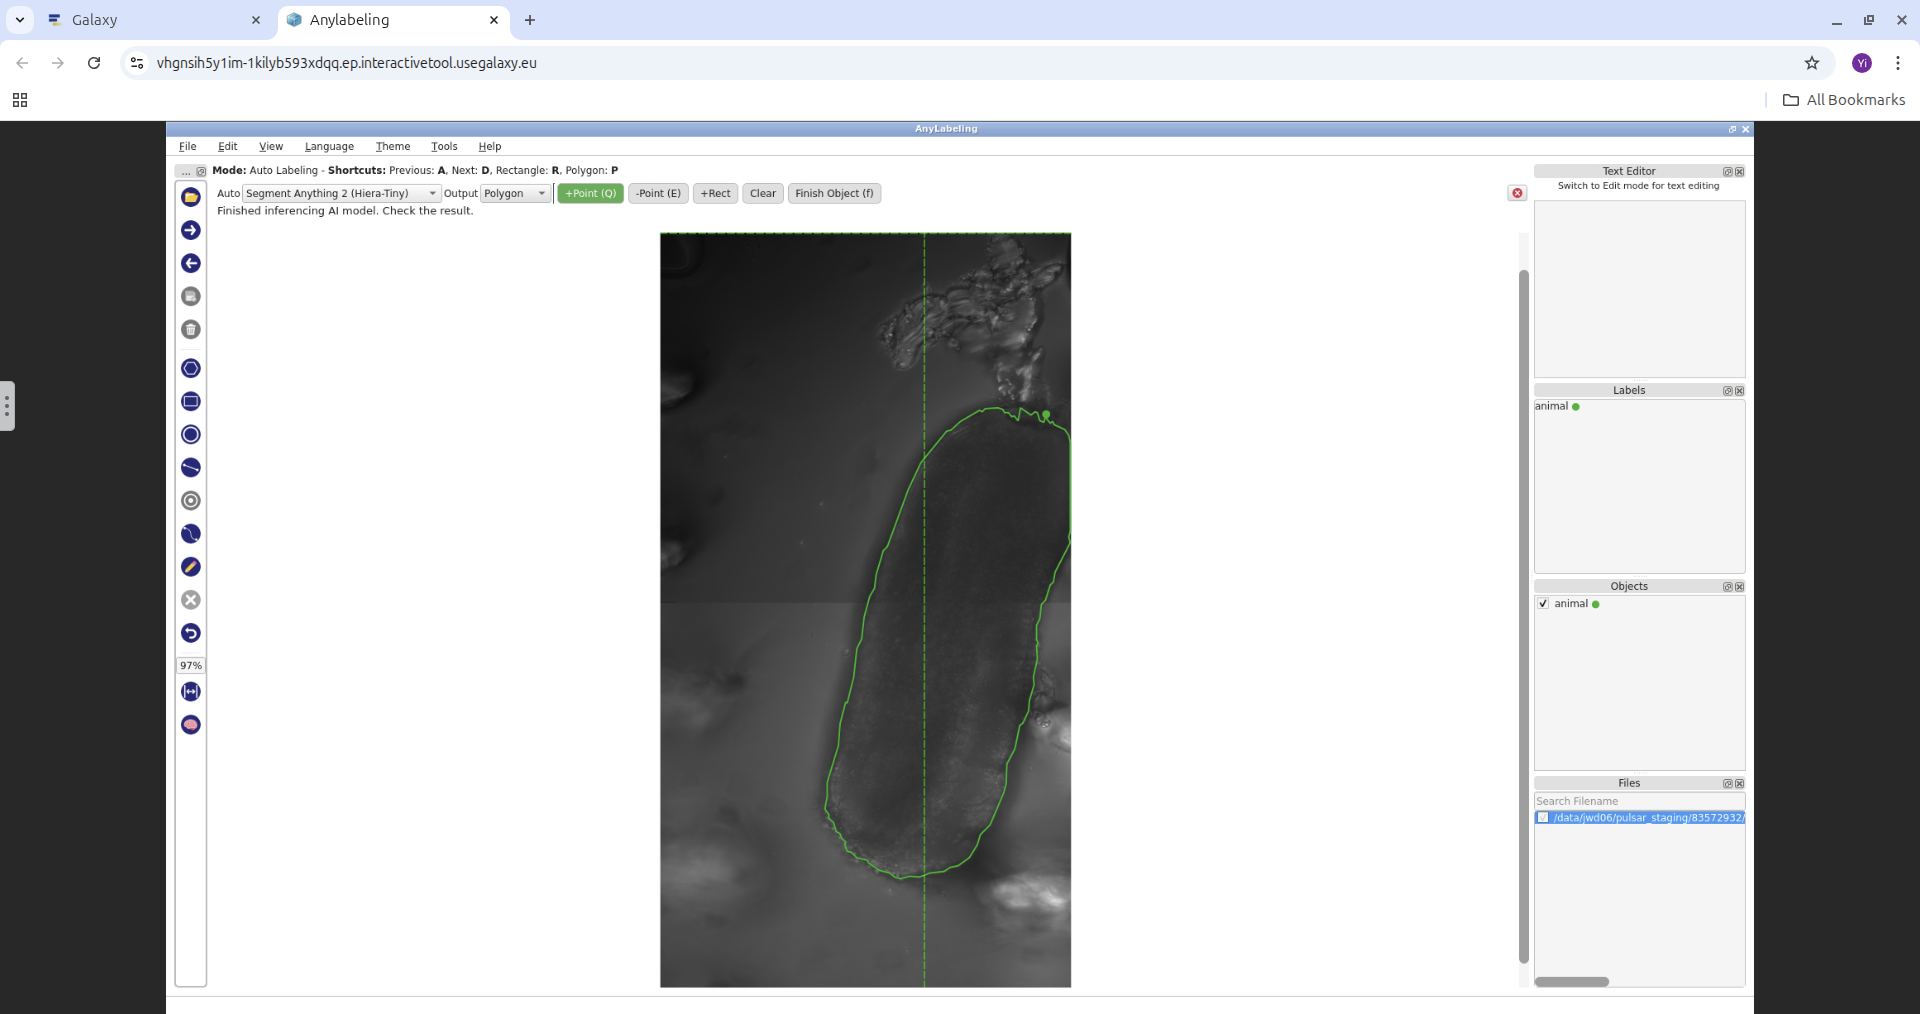 Galaxy
Anylabeling
vhgnsih5y1im-1kilyb593xdqq.ep.interactivetool.usegalaxy.eu
Yi
All Bookmarks
AnyLabeling
File Edit View Language Theme Tools Help
... Mode: Auto Labeling - Shortcuts: Previous: A, Next: D, Rectangle: R, Polygon: P
Auto Segment Anything 2 (Hiera-Tiny) Output Polygon +Point (Q) -Point (E) +Rect Clear Finish Object (f)
Finished inferencing AI model. Check the result.
97%
Text Editor
Switch to Edit mode for text editing
Labels
animal
Objects
animal
Files
Search Filename
/data/jwd06/pulsar_staging/83572932/